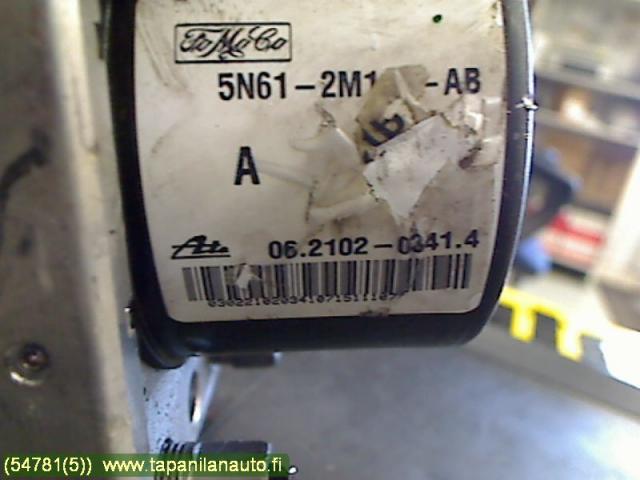 FoMoCo
5N61-2M1 -AB
A
Ate 06.2102-0341.4
(54781(5)) www.tapanilanauto.fi